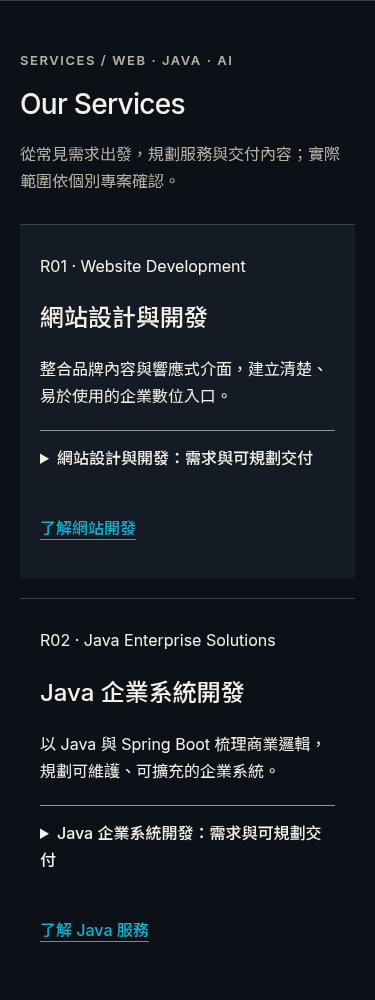 SERVICES / WEB · JAVA · AI
Our Services
從常見需求出發，規劃服務與交付內容；實際
範圍依個別專案確認。
R01 · Website Development
網站設計與開發
整合品牌內容與響應式介面，建立清楚、
易於使用的企業數位入口。
▶ 網站設計與開發：需求與可規劃交付
了解網站開發
R02 · Java Enterprise Solutions
Java 企業系統開發
以 Java 與 Spring Boot 梳理商業邏輯，
規劃可維護、可擴充的企業系統。
▶ Java 企業系統開發：需求與可規劃交
付
了解 Java 服務